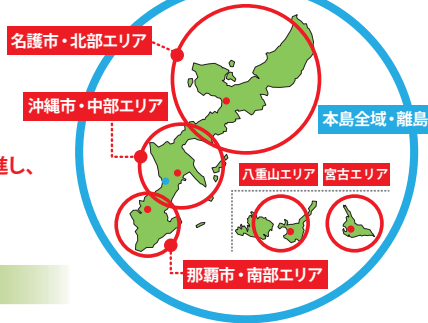 名護市・北部エリア
沖縄市・中部エリア
本島全域・離島
進し、
八重山エリア
宮古エリア
那覇市・南部エリア